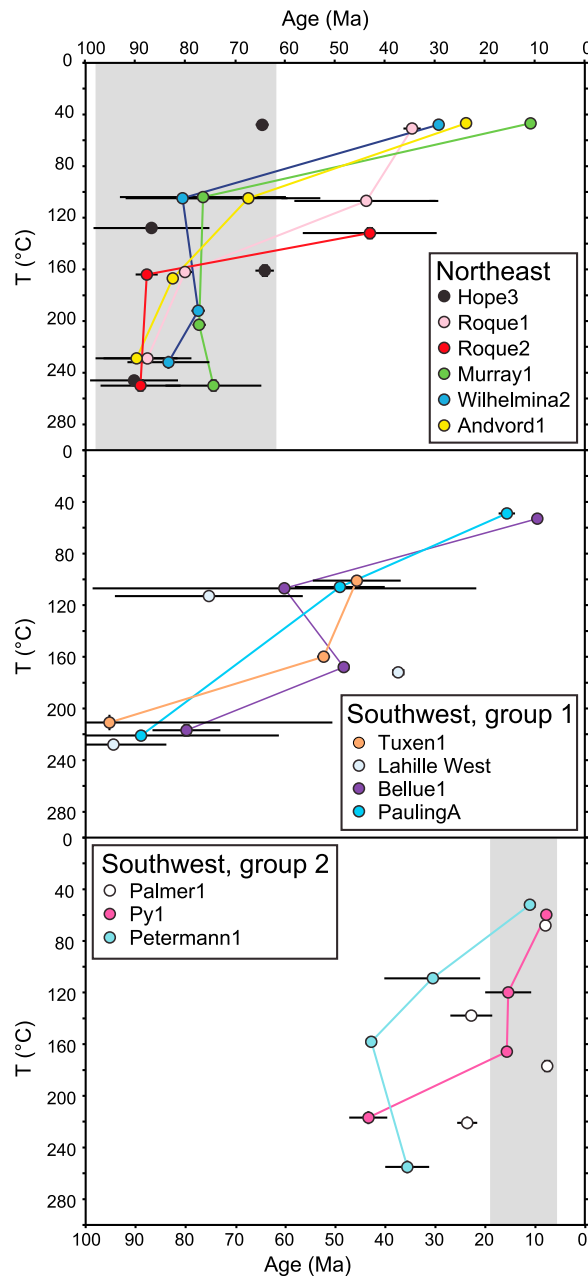 Age (Ma)
100 90 80 70 60 50 40 30 20 10 0
0
40
80
120
160
200
240
280
T (°C)
Northeast
Hope3
Roque1
Roque2
Murray1
Wilhelmina2
Andvord1
0
40
80
120
160
200
240
280
T (°C)
Southwest, group 1
Tuxen1
Lahille West
Bellue1
PaulingA
0
40
80
120
160
200
240
280
T (°C)
Southwest, group 2
Palmer1
Py1
Petermann1
100 90 80 70 60 50 40 30 20 10 0
Age (Ma)